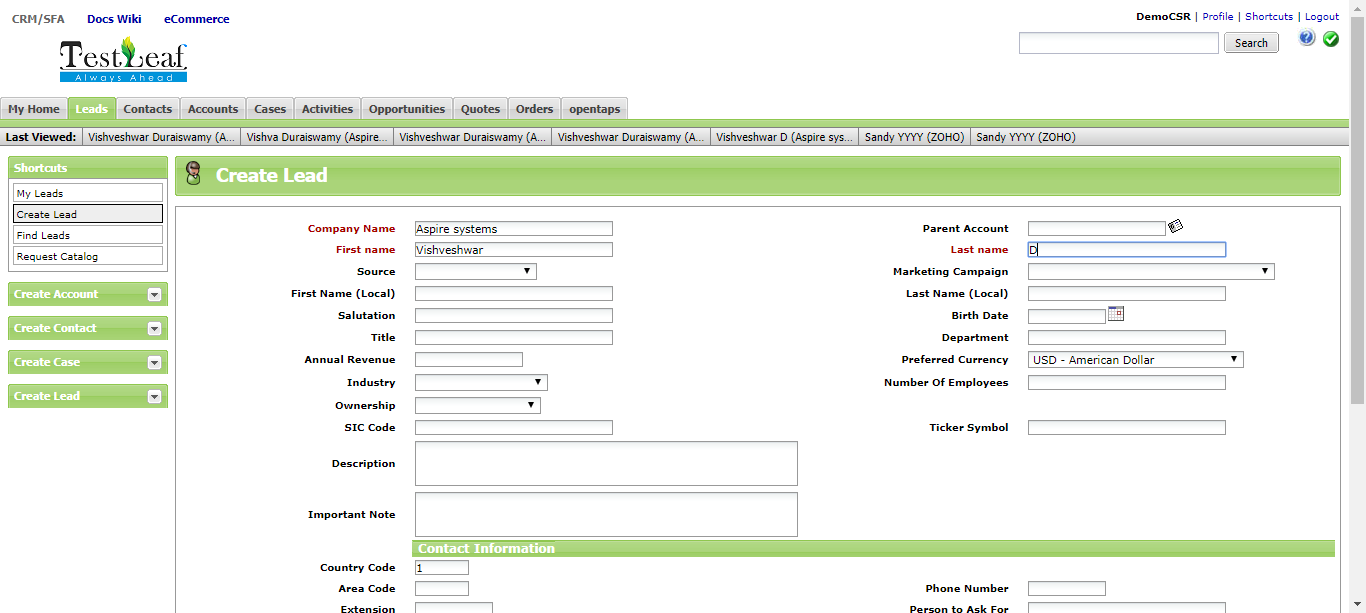 CRM/SFA Docs Wiki eCommerce
DemoCSR | Profile | Shortcuts | Logout
TestLeaf
Always Ahead
Search
My Home Leads Contacts Accounts Cases Activities Opportunities Quotes Orders opentaps
Last Viewed: Vishveshwar Duraiswamy (A... Vishva Duraiswamy (Aspire... Vishveshwar Duraiswamy (A... Vishveshwar Duraiswamy (A... Vishveshwar D (Aspire sys... Sandy YYYY (ZOHO) Sandy YYYY (ZOHO)
Shortcuts
My Leads
Create Lead
Find Leads
Request Catalog
Create Account
Create Contact
Create Case
Create Lead
Create Lead
Company Name Aspire systems Parent Account
First name Vishveshwar Last name D
Source Marketing Campaign
First Name (Local) Last Name (Local)
Salutation Birth Date
Title Department
Annual Revenue Preferred Currency USD - American Dollar
Industry Number Of Employees
Ownership
SIC Code Ticker Symbol
Description
Important Note
Contact Information
Country Code 1
Area Code Phone Number
Extension Person to Ask For